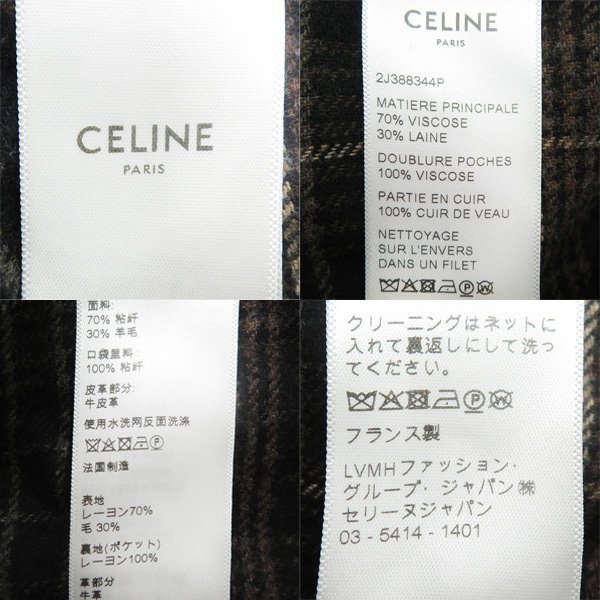 CELINE
PARIS
CELINE
PARIS
2J388344P
MATIERE PRINCIPALE
70% VISCOSE
30% LAINE
DOUBLURE POCHES
100% VISCOSE
PARTIE EN CUIR
100% CUIR DE VEAU
NETTOYAGE
SUR L'ENVERS
DANS UN FILET
面料:
70% 粘纤
30% 羊毛
口袋里料:
100% 粘纤
皮革部分:
牛皮革
使用水洗网反面洗涤
法国制造
表地
レーヨン70%
毛 30%
裏地(ポケット)
レーヨン100%
革部分
牛革
クリーニングはネットに
入れて裏返しにして洗っ
てください。
フランス製
LVMHファッション・
グループ・ジャパン㈱
セリーヌジャパン
03 - 5414 - 1401